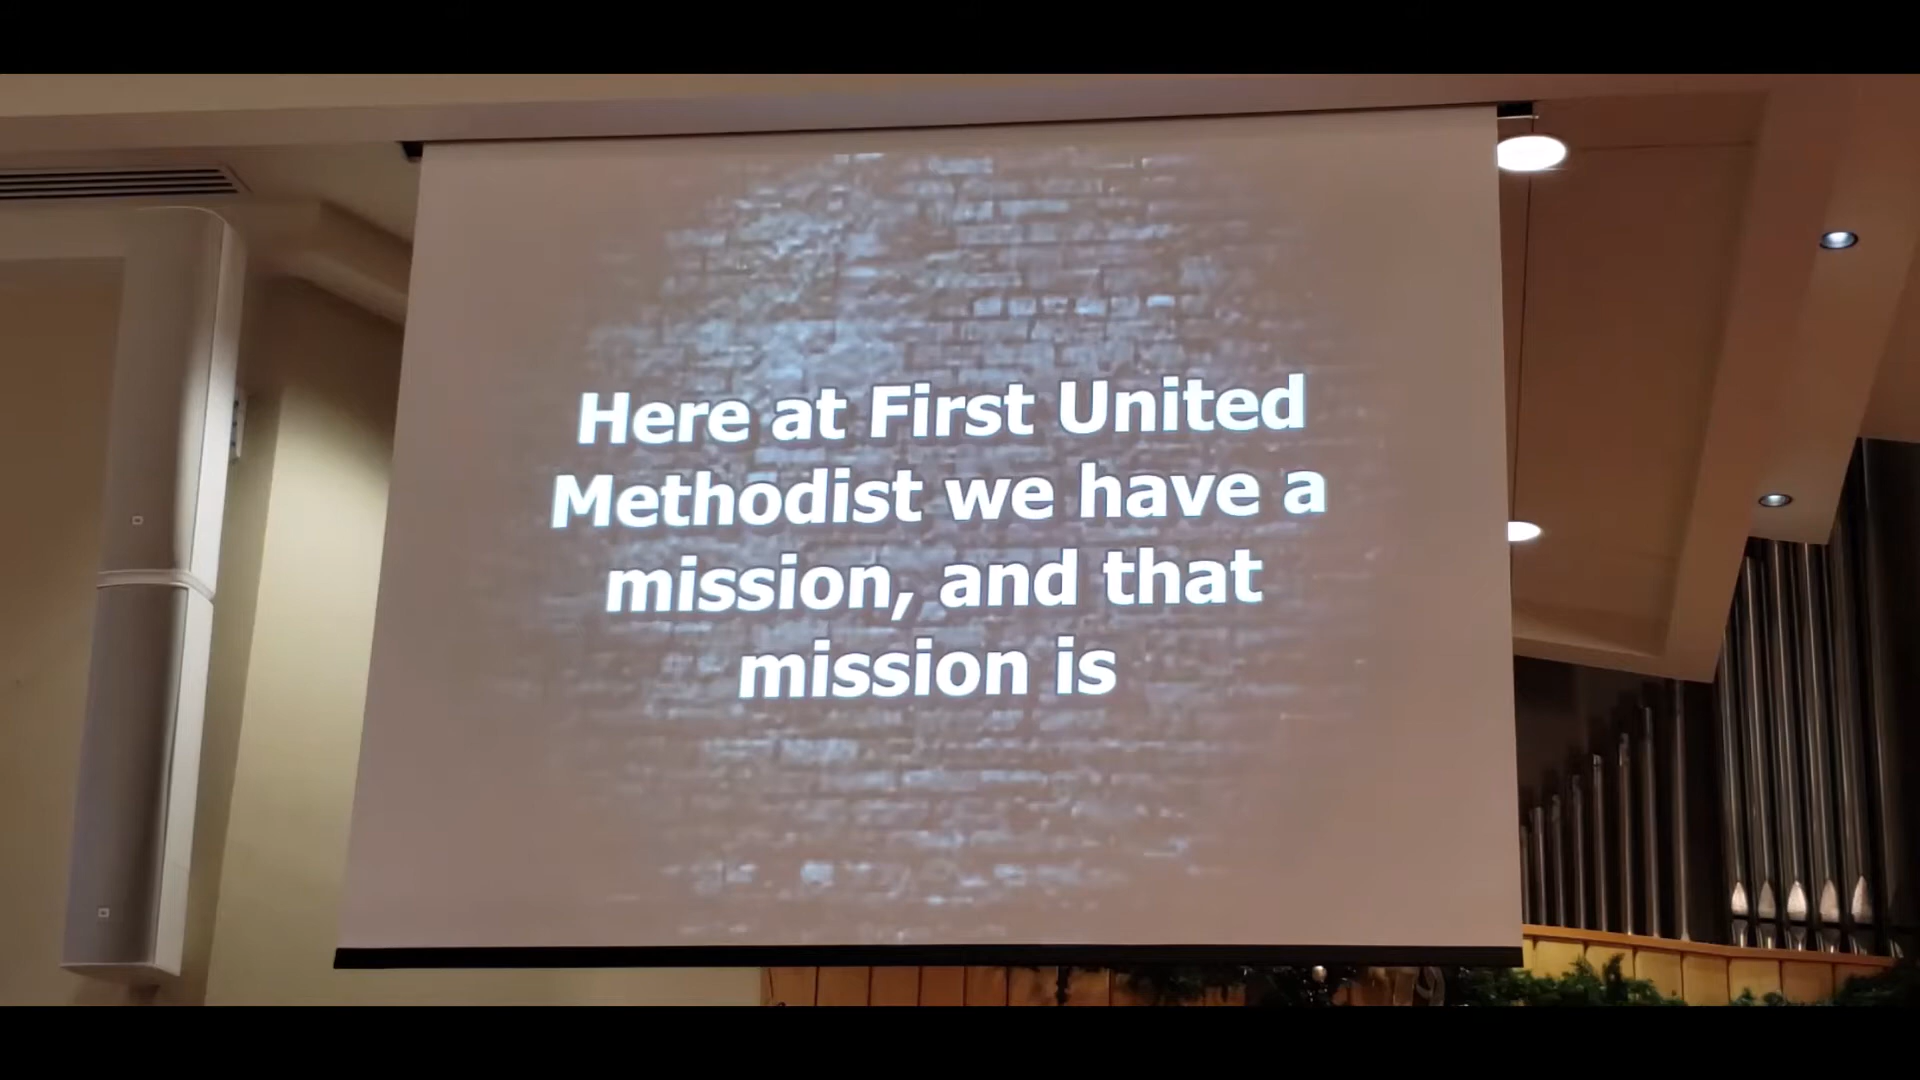 Here at First United
Methodist we have a
mission, and that
mission is